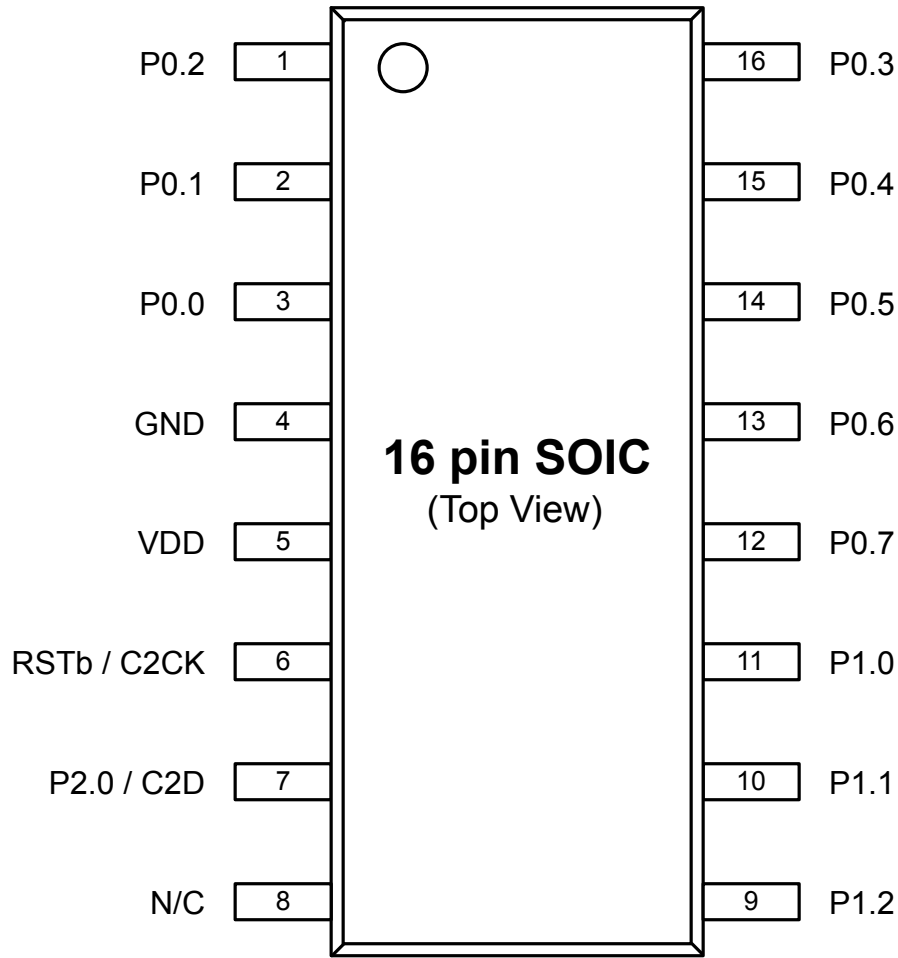 P0.2 1 16 P0.3
P0.1 2 15 P0.4
P0.0 3 14 P0.5
GND 4 13 P0.6
16 pin SOIC
(Top View)
VDD 5 12 P0.7
RSTb / C2CK 6 11 P1.0
P2.0 / C2D 7 10 P1.1
N/C 8 9 P1.2